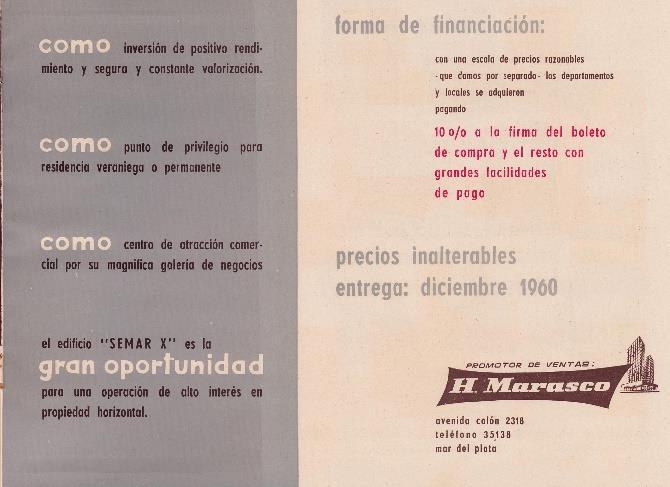 como inversión de positivo rendi-
miento y segura y constante valorización.
como punto de privilegio para
residencia veraniega o permanente
como centro de atracción comer-
cial por su magnifica galería de negocios
el edificio "SEMAR X" es la
gran oportunidad
para una operación de alto interés en
propiedad horizontal.
forma de financiación:
con una escala de precios razonables
-que damos por separado- los departamentos
y locales se adquieren
pagando
10 o/o a la firma del boleto
de compra y el resto con
grandes facilidades
de pago
precios inalterables
entrega: diciembre 1960
PROMOTOR DE VENTAS:
H. Marasco
avenida colón 2318
teléfono 35138
mar del plata